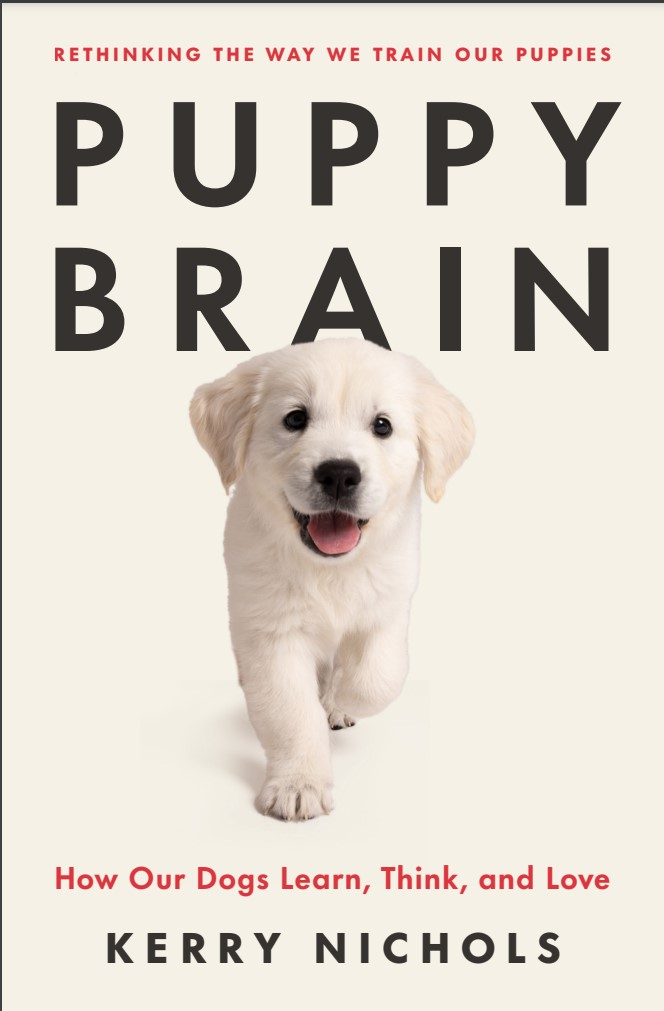 RETHINKING THE WAY WE TRAIN OUR PUPPIES
PUPPY
BRAIN
How Our Dogs Learn, Think, and Love
KERRY NICHOLS